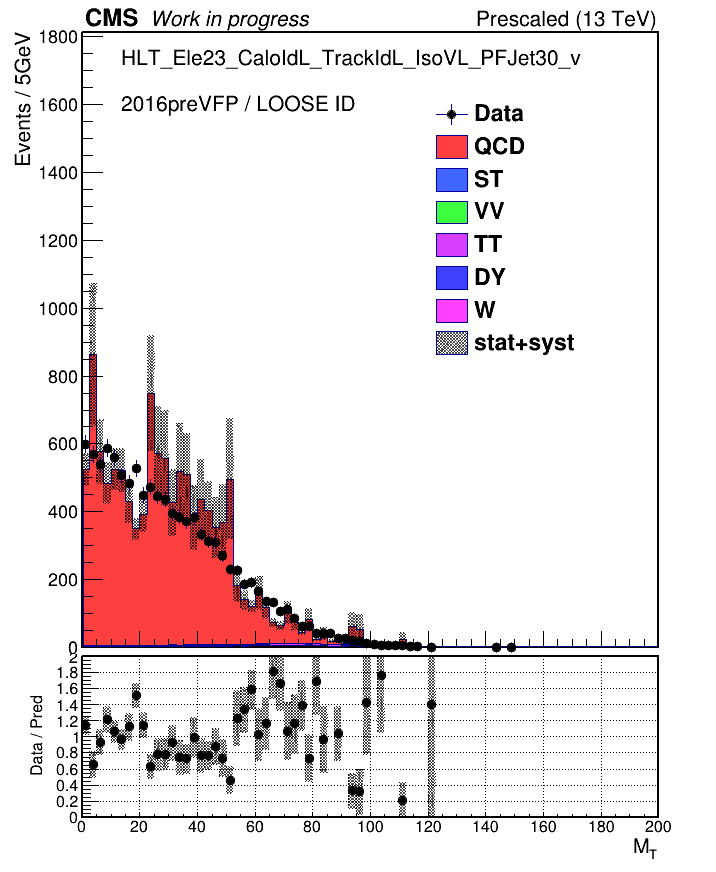 CMS Work in progress Prescaled (13 TeV)
Events / 5GeV
HLT_Ele23_CaloIdL_TrackIdL_IsoVL_PFJet30_v
2016preVFP / LOOSE ID
Data
QCD
ST
VV
TT
DY
W
stat+syst
1800
1600
1400
1200
1000
800
600
400
200
0
Data / Pred
2
1.8
1.6
1.4
1.2
1
0.8
0.6
0.4
0.2
0
0 20 40 60 80 100 120 140 160 180 200
M_T